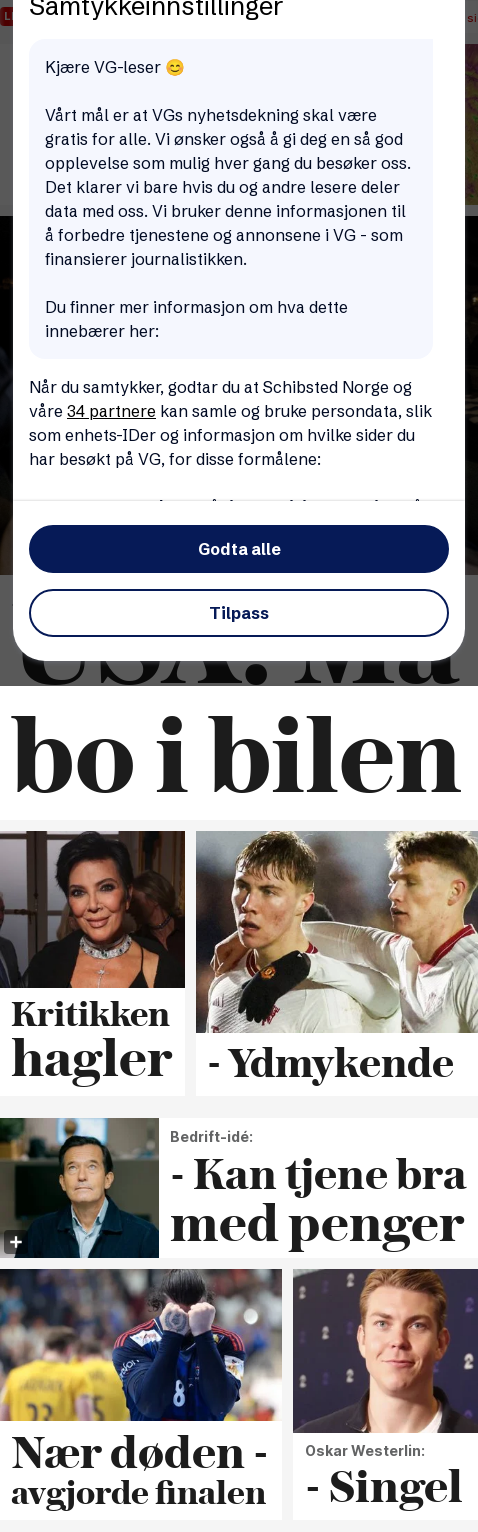 Samtykkeinnstillinger
Kjære VG-leser 😊
Vårt mål er at VGs nyhetsdekning skal være
gratis for alle. Vi ønsker også å gi deg en så god
opplevelse som mulig hver gang du besøker oss.
Det klarer vi bare hvis du og andre lesere deler
data med oss. Vi bruker denne informasjonen til
å forbedre tjenestene og annonsene i VG - som
finansierer journalistikken.
Du finner mer informasjon om hva dette
innebærer her:
Når du samtykker, godtar du at Schibsted Norge og
våre 34 partnere kan samle og bruke persondata, slik
som enhets-IDer og informasjon om hvilke sider du
har besøkt på VG, for disse formålene:
Godta alle
Tilpass
USA: Må
bo i bilen
Kritikken
hagler
- Ydmykende
Bedrift-idé:
- Kan tjene bra
med penger
Nær døden -
avgjorde finalen
Oskar Westerlin:
- Singel